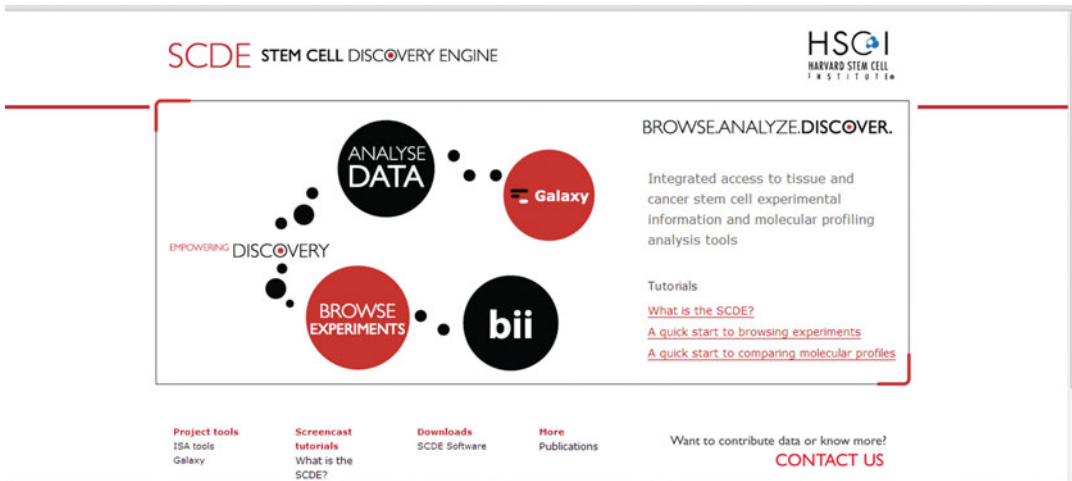 SCDE STEM CELL DISCOVERY ENGINE
HSCI
HARVARD STEM CELL
INSTITUTE
BROWSE.ANALYZE.DISCOVER.
ANALYSE
DATA
Galaxy
Integrated access to tissue and
cancer stem cell experimental
information and molecular profiling
analysis tools
EMPOWERING DISCOVERY
BROWSE
EXPERIMENTS
bii
Tutorials
What is the SCDE?
A quick start to browsing experiments
A quick start to comparing molecular profiles
Project tools
ISA tools
Galaxy
Screencast
tutorials
What is the
SCDE?
Downloads
SCDE Software
More
Publications
Want to contribute data or know more?
CONTACT US